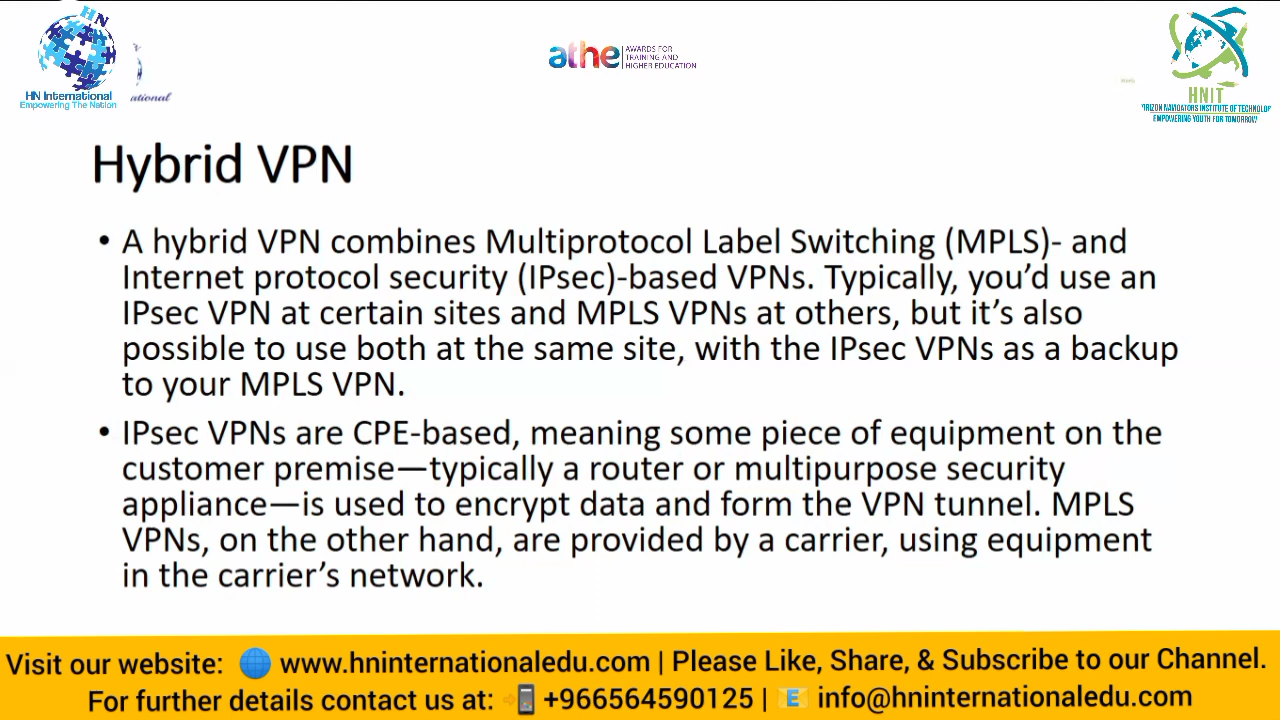 HN
HN International
Empowering The Nation
ational
athe AWARDS FOR
TRAINING AND
HIGHER EDUCATION
HNIT
RIZON NAVIGATORS INSTITUTE OF TECHNOLOG
EMPOWERING YOUTH FOR TOMORROW
Hybrid VPN
• A hybrid VPN combines Multiprotocol Label Switching (MPLS)- and
Internet protocol security (IPsec)-based VPNs. Typically, you’d use an
IPsec VPN at certain sites and MPLS VPNs at others, but it’s also
possible to use both at the same site, with the IPsec VPNs as a backup
to your MPLS VPN.
• IPsec VPNs are CPE-based, meaning some piece of equipment on the
customer premise—typically a router or multipurpose security
appliance—is used to encrypt data and form the VPN tunnel. MPLS
VPNs, on the other hand, are provided by a carrier, using equipment
in the carrier’s network.
Visit our website: www.hninternationaledu.com | Please Like, Share, & Subscribe to our Channel.
For further details contact us at: +966564590125 | info@hninternationaledu.com